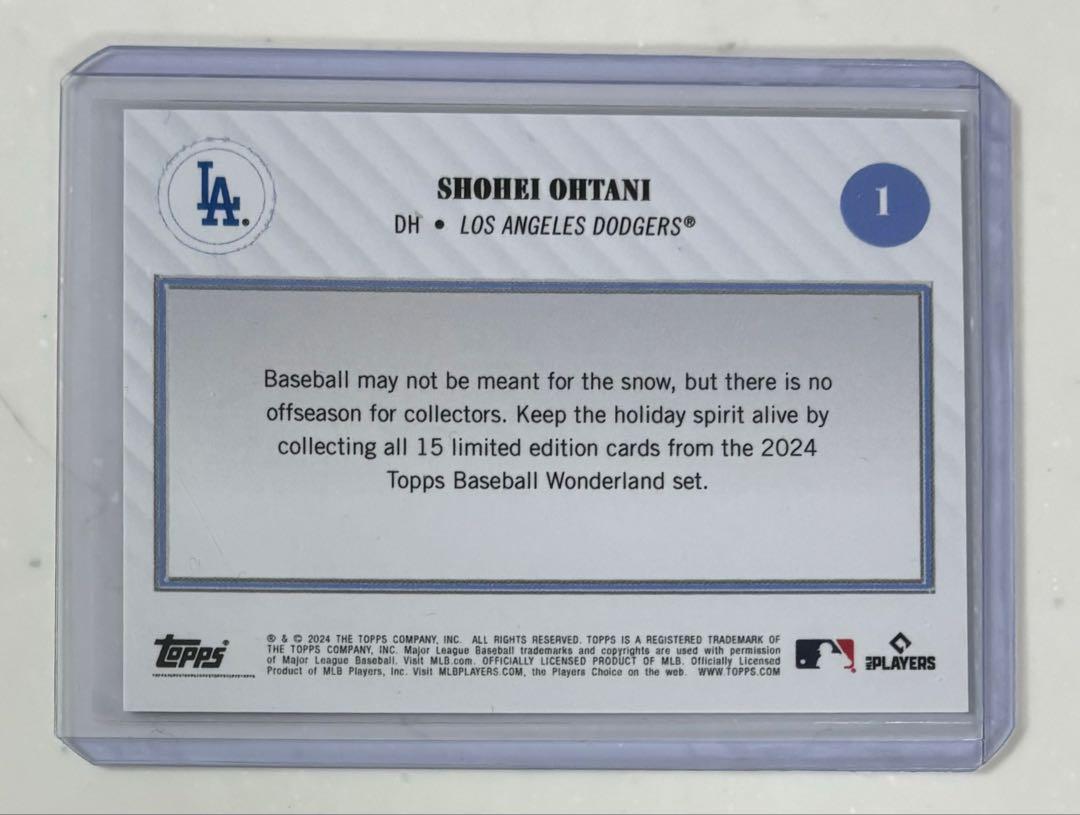 LA
SHOHEI OHTANI
1
DH • LOS ANGELES DODGERS®
Baseball may not be meant for the snow, but there is no
offseason for collectors. Keep the holiday spirit alive by
collecting all 15 limited edition cards from the 2024
Topps Baseball Wonderland set.
Topps®
® & © 2024 THE TOPPS COMPANY, INC. ALL RIGHTS RESERVED. TOPPS IS A REGISTERED TRADEMARK OF
THE TOPPS COMPANY, INC. Major League Baseball trademarks and copyrights are used with permission
of Major League Baseball. Visit MLB.com. OFFICIALLY LICENSED PRODUCT OF MLB. Officially Licensed
Product of MLB Players, Inc. Visit MLBPLAYERS.COM, the Players Choice on the web. WWW.TOPPS.COM
MLBPLAYERS